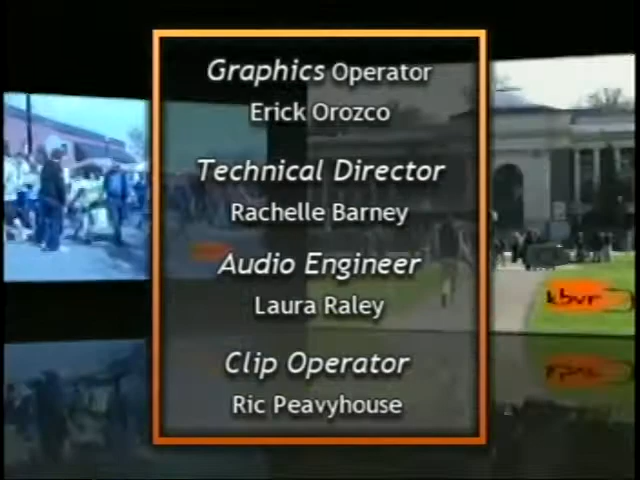 Graphics Operator
Erick Orozco
Technical Director
Rachelle Barney
Audio Engineer
Laura Raley
Clip Operator
Ric Peavyhouse
kbvr